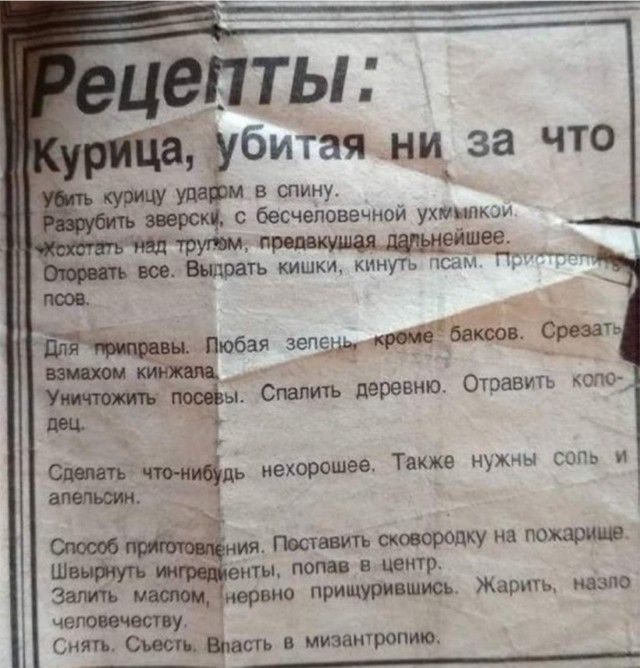 Рецепты:
Курица, убитая ни за что
Убить курицу ударом в спину.
Разрубить зверски, с бесчеловечной ухмылкой.
Хохотать над трупом, предвкушая дальнейшее.
Оторвать все. Выдрать кишки, кинуть псам. Пристрелить
псов.
Для приправы. Любая зелень, кроме баксов. Срезать
взмахом кинжала.
Уничтожить посевы. Спалить деревню. Отравить коло-
дец.
Сделать что-нибудь нехорошее. Также нужны соль и
апельсин.
Способ приготовления. Поставить сковородку на пожарище.
Швырнуть ингредиенты, попав в центр.
Залить маслом, нервно прищурившись. Жарить, назло
человечеству.
Снять. Съесть. Впасть в мизантропию.